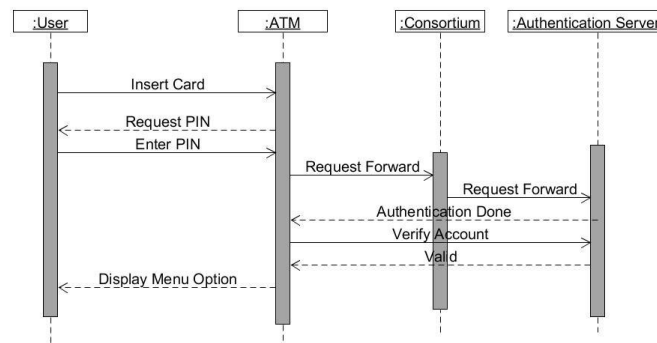 :User
:ATM
:Consortium
:Authentication Server
Insert Card
Request PIN
Enter PIN
Request Forward
Request Forward
Authentication Done
Verify Account
Valid
Display Menu Option